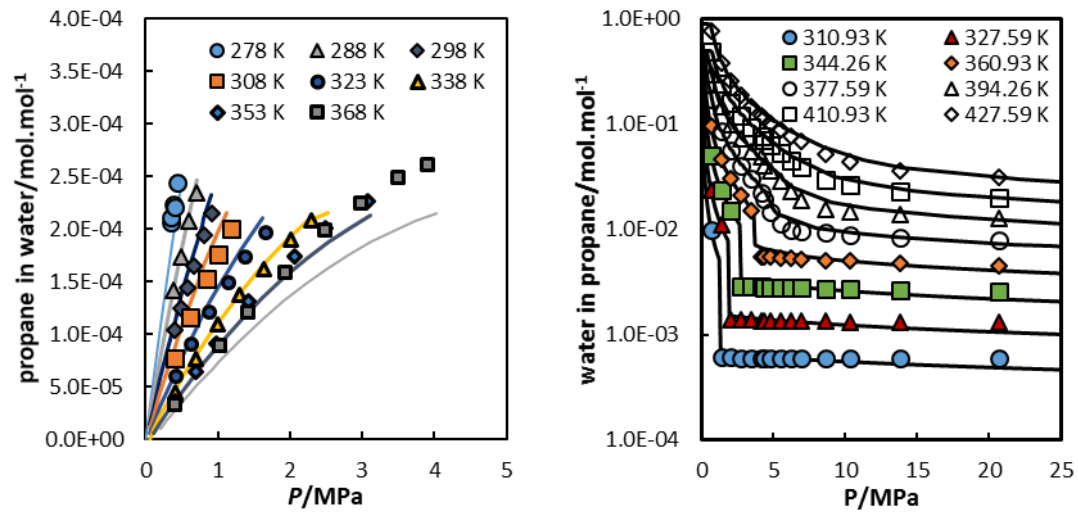 4.0E-04
3.5E-04
3.0E-04
2.5E-04
2.0E-04
1.5E-04
1.0E-04
5.0E-05
0.0E+00
propane in water/mol.mol-1
278 K 288 K 298 K
308 K 323 K 338 K
353 K 368 K
0 1 2 3 4 5
P/MPa
1.0E+00
1.0E-01
1.0E-02
1.0E-03
1.0E-04
water in propane/mol.mol-1
310.93 K 327.59 K
344.26 K 360.93 K
377.59 K 394.26 K
410.93 K 427.59 K
0 5 10 15 20 25
P/MPa